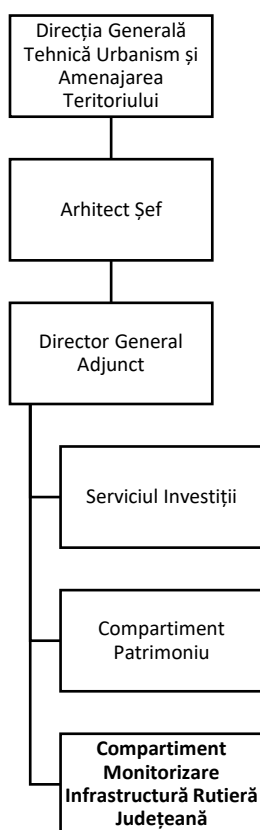 Direcția Generală
Tehnică Urbanism și
Amenajarea
Teritoriului
Arhitect Șef
Director General
Adjunct
Serviciul Investiții
Compartiment
Patrimoniu
Compartiment
Monitorizare
Infrastructură Rutieră
Județeană